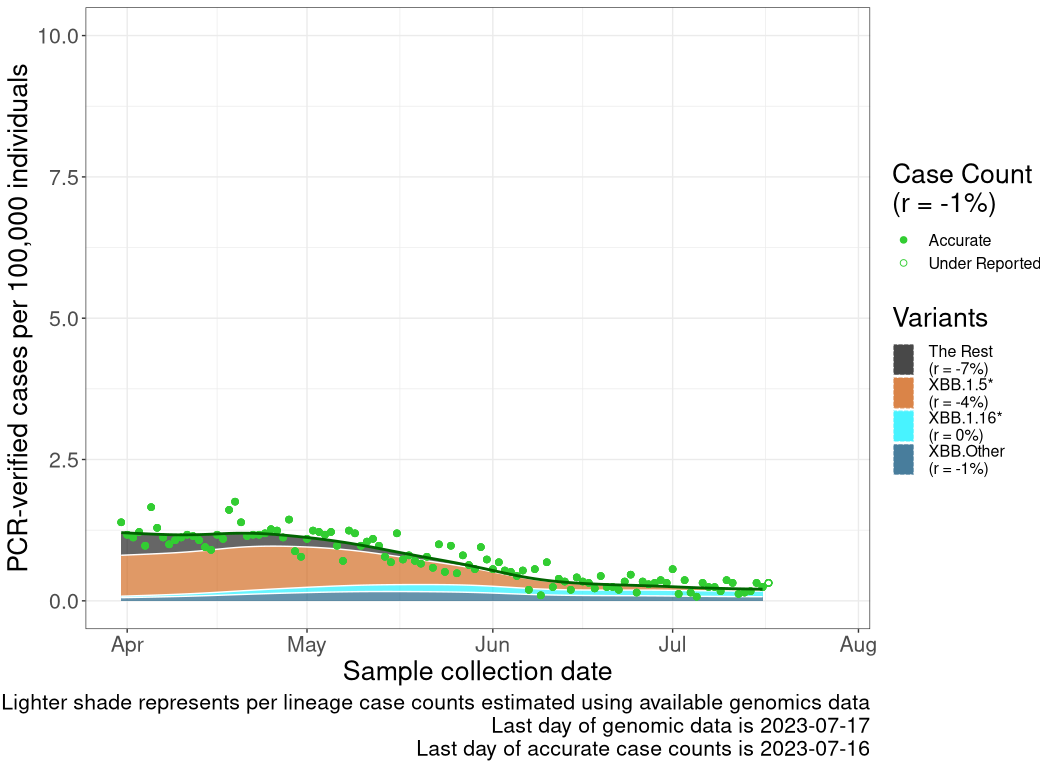 PCR-verified cases per 100,000 individuals
10.0
7.5
5.0
2.5
0.0
Apr
May
Jun
Jul
Aug
Sample collection date
Case Count
(r = -1%)
Accurate
Under Reported
Variants
The Rest
(r = -7%)
XBB.1.5*
(r = -4%)
XBB.1.16*
(r = 0%)
XBB.Other
(r = -1%)
Lighter shade represents per lineage case counts estimated using available genomics data
Last day of genomic data is 2023-07-17
Last day of accurate case counts is 2023-07-16